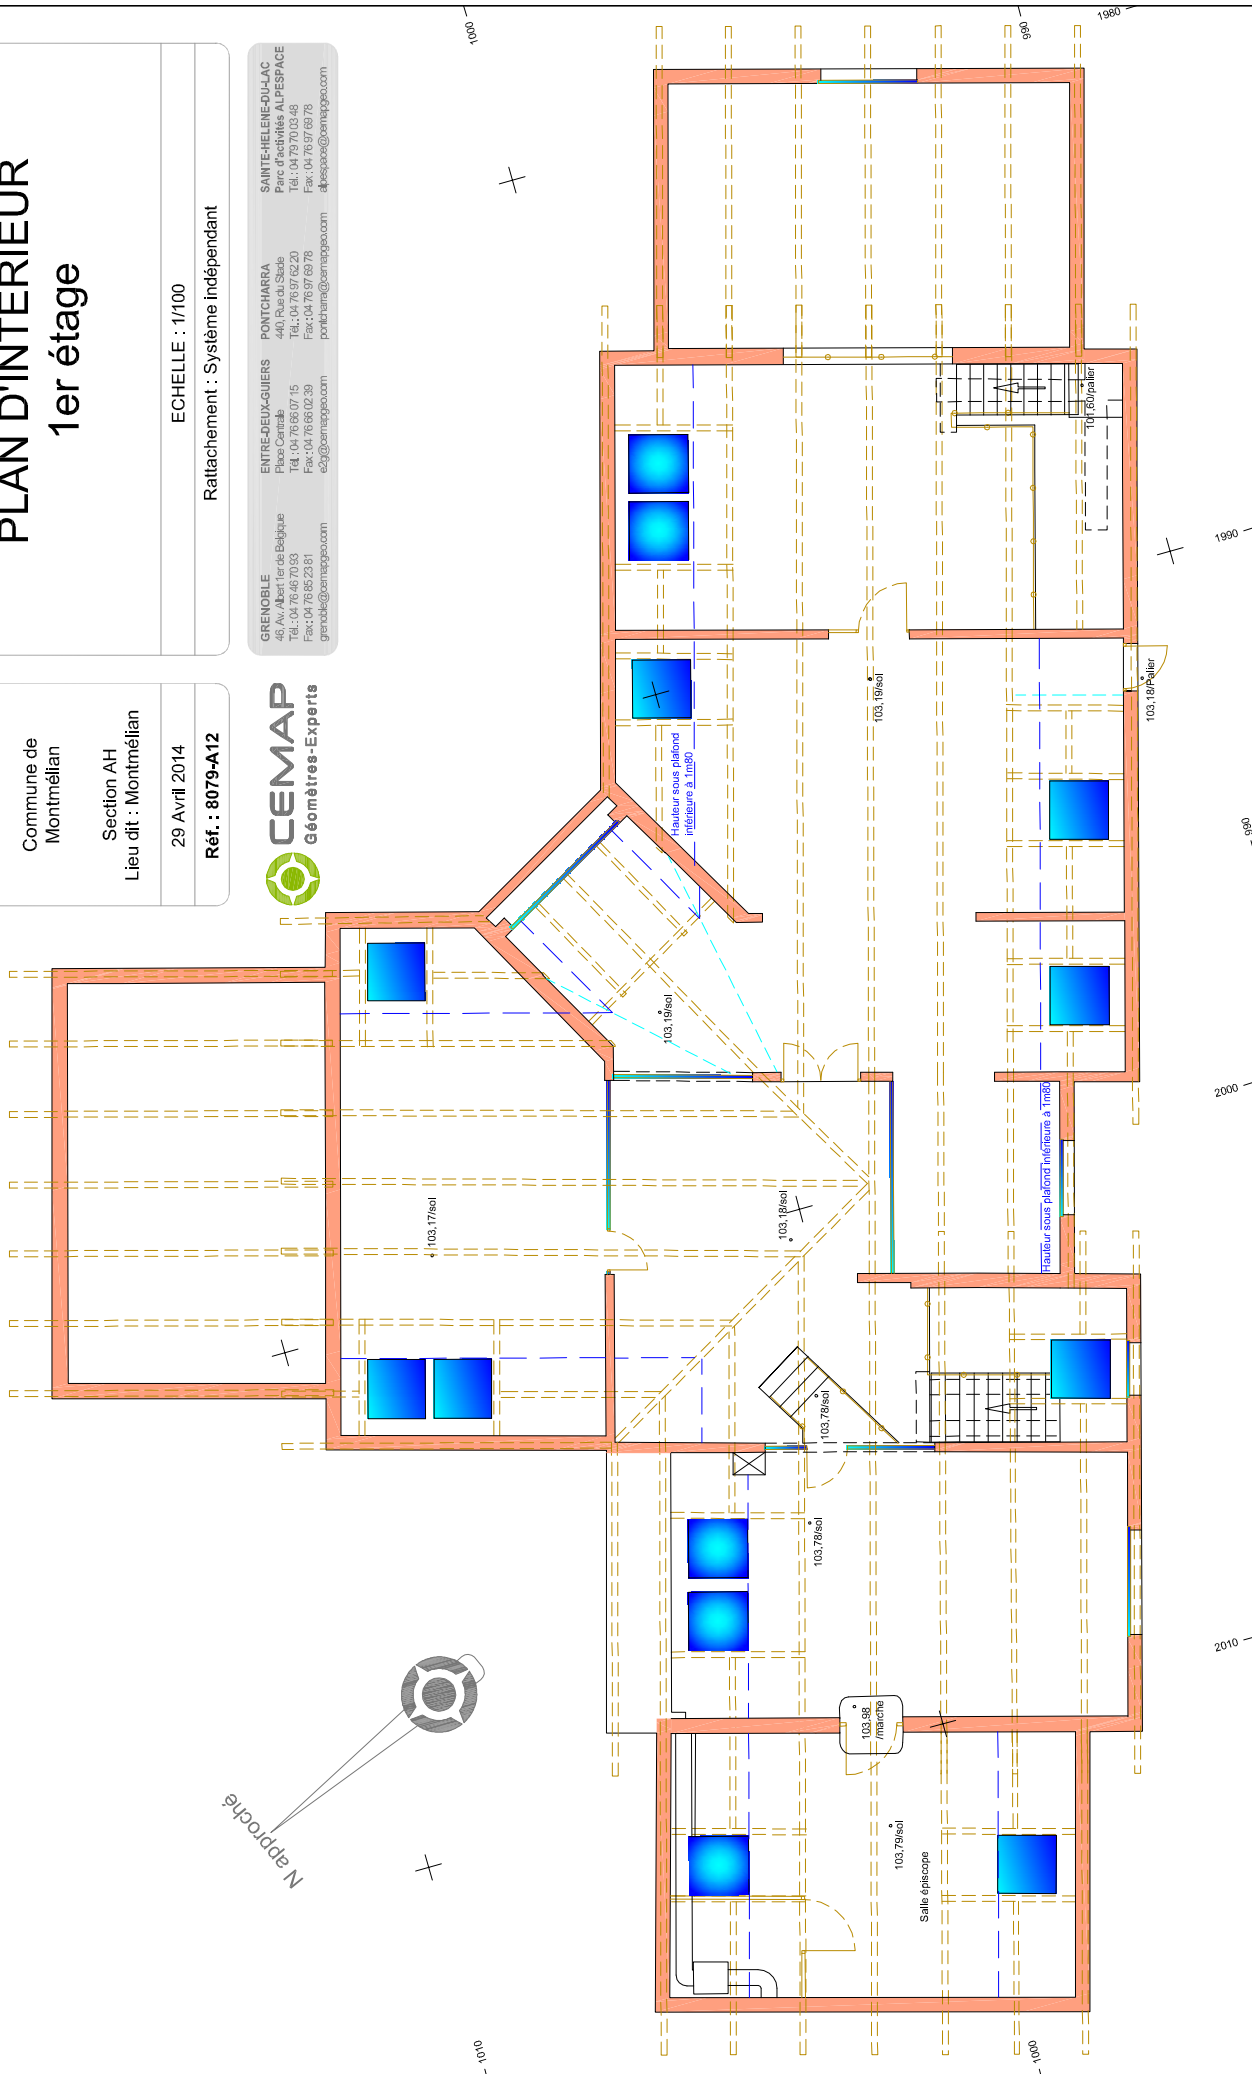 PLAN D'INTERIEUR
1er étage
ECHELLE : 1/100
Rattachement : Système indépendant
Commune de
Montmélian
Section AH
Lieu dit : Montmélian
29 Avril 2014
Réf. : 8079-A12
GRENOBLE
46, Av. Albert 1er de Belgique
Tél. : 04 76 46 70 93
Fax : 04 76 85 23 81
grenoble@cemapgeo.com
ENTRE-DEUX-GUIERS
Place Centrale
Tél. : 04 76 66 07 15
Fax : 04 76 66 02 39
e2g@cemapgeo.com
PONTCHARRA
440, Rue du Stade
Tél. : 04 76 97 62 20
Fax : 04 76 97 69 78
pontcharra@cemapgeo.com
SAINTE-HELENE-DU-LAC
Parc d'activités ALPESPACE
Tél. : 04 79 70 03 48
Fax : 04 76 97 69 78
alpespace@cemapgeo.com
CEMAP
Géomètres-Experts
1000
990
1980
1990
990
2000
2010
1010
1000
101,60/palier
103,19/sol
103,18/Palier
Hauteur sous plafond
inférieure à 1m80
103,19/sol
103,17/sol
103,18/sol
Hauteur sous plafond inférieure à 1m80
103,78/sol
103,78/sol
103,98
/marche
103,79/sol
Salle épiscope
N approché